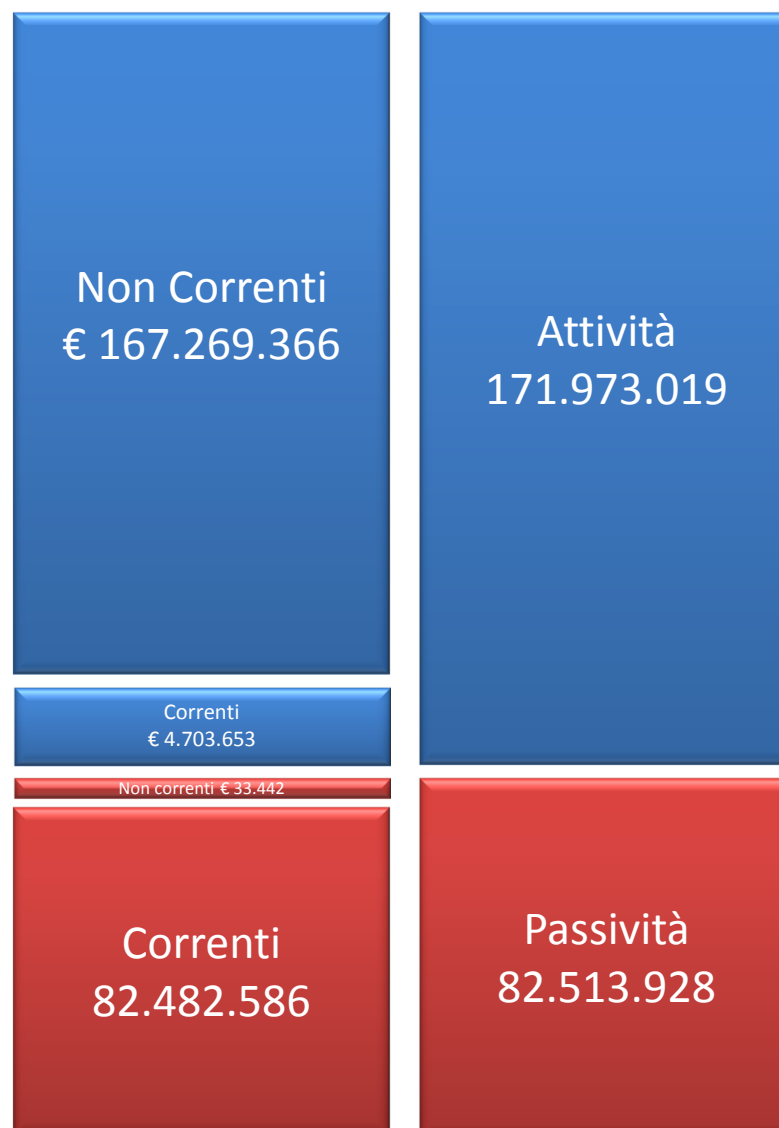 Non Correnti
€ 167.269.366
Correnti
€ 4.703.653
Non correnti € 33.442
Correnti
82.482.586
Attività
171.973.019
Passività
82.513.928